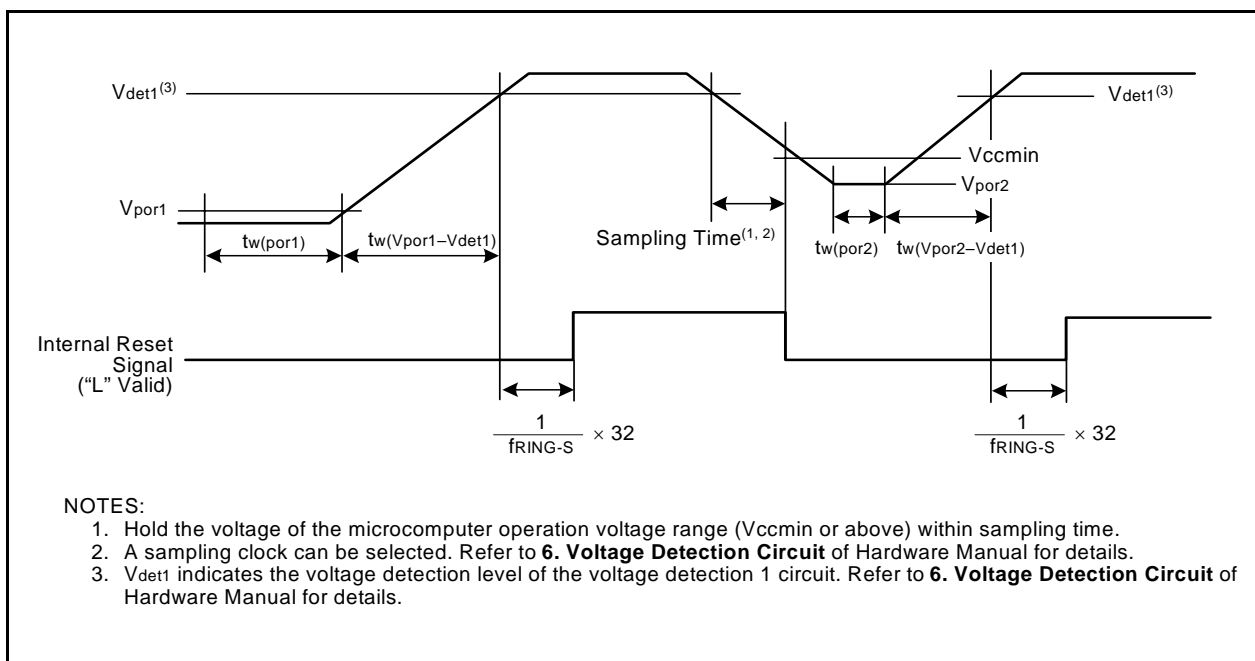 Vdet1(3)
Vdet1(3)
Vccmin
Vpor2
Vpor1
tw(por1)
tw(Vpor1–Vdet1)
Sampling Time(1, 2)
tw(por2)
tw(Vpor2–Vdet1)
Internal Reset
Signal
(“L” Valid)
1
fRING-S
× 32
1
fRING-S
× 32
NOTES:
1. Hold the voltage of the microcomputer operation voltage range (Vccmin or above) within sampling time.
2. A sampling clock can be selected. Refer to 6. Voltage Detection Circuit of Hardware Manual for details.
3. Vdet1 indicates the voltage detection level of the voltage detection 1 circuit. Refer to 6. Voltage Detection Circuit of
Hardware Manual for details.